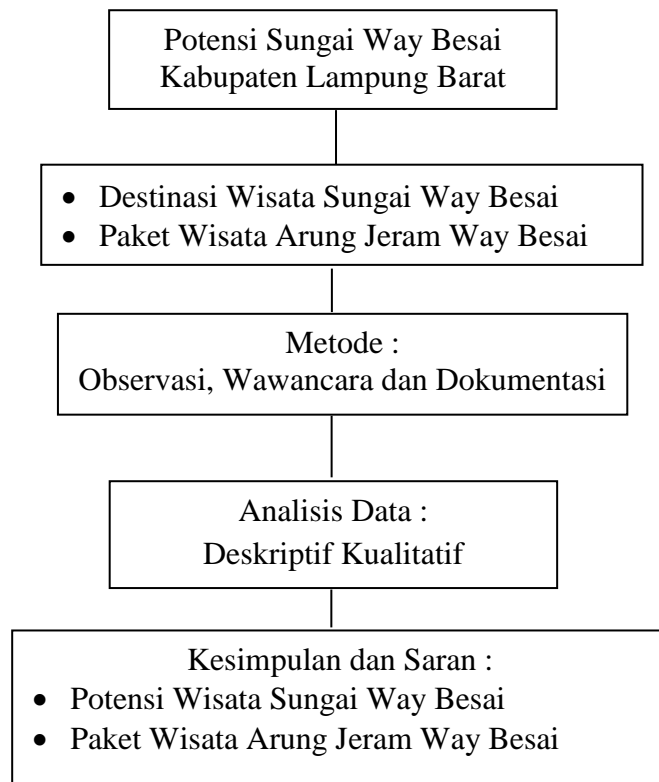 Potensi Sungai Way Besai
Kabupaten Lampung Barat
• Destinasi Wisata Sungai Way Besai
• Paket Wisata Arung Jeram Way Besai
Metode :
Observasi, Wawancara dan Dokumentasi
Analisis Data :
Deskriptif Kualitatif
Kesimpulan dan Saran :
• Potensi Wisata Sungai Way Besai
• Paket Wisata Arung Jeram Way Besai